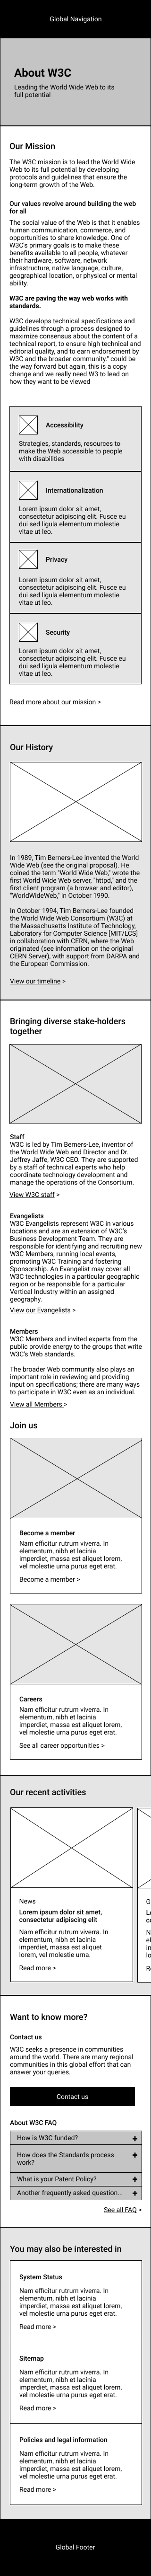 Global Navigation
About W3C
Leading the World Wide Web to its
full potential
Our Mission
The W3C mission is to lead the World Wide
Web to its full potential by developing
protocols and guidelines that ensure the
long-term growth of the Web.
Our values revolve around building the web
for all
The social value of the Web is that it enables
human communication, commerce, and
opportunities to share knowledge. One of
W3C's primary goals is to make these
benefits available to all people, whatever
their hardware, software, network
infrastructure, native language, culture,
geographical location, or physical or mental
ability.
W3C are paving the way web works with
standards.
W3C develops technical specifications and
guidelines through a process designed to
maximize consensus about the content of a
technical report, to ensure high technical and
editorial quality, and to earn endorsement by
W3C and the broader community." could be
the way forward but again, this is a copy
change and we really need W3 to lead on
how they want to be viewed
Accessibility
Strategies, standards, resources to
make the Web accessible to people
with disabilities
Internationalization
Lorem ipsum dolor sit amet,
consectetur adipiscing elit. Fusce eu
dui sed ligula elementum molestie
vitae ut leo.
Privacy
Lorem ipsum dolor sit amet,
consectetur adipiscing elit. Fusce eu
dui sed ligula elementum molestie
vitae ut leo.
Security
Lorem ipsum dolor sit amet,
consectetur adipiscing elit. Fusce eu
dui sed ligula elementum molestie
vitae ut leo.
Read more about our mission >
Our History
In 1989, Tim Berners-Lee invented the World
Wide Web (see the original proposal). He
coined the term "World Wide Web," wrote the
first World Wide Web server, "httpd," and the
first client program (a browser and editor),
"WorldWideWeb," in October 1990.
In October 1994, Tim Berners-Lee founded
the World Wide Web Consortium (W3C) at
the Massachusetts Institute of Technology,
Laboratory for Computer Science [MIT/LCS]
in collaboration with CERN, where the Web
originated (see information on the original
CERN Server), with support from DARPA and
the European Commission.
View our timeline >
Bringing diverse stake-holders
together
Staff
W3C is led by Tim Berners-Lee, inventor of
the World Wide Web and Director and Dr.
Jeffrey Jaffe, W3C CEO. They are supported
by a staff of technical experts who help
coordinate technology development and
manage the operations of the Consortium.
View W3C staff >
Evangelists
W3C Evangelists represent W3C in various
locations and are an extension of W3C's
Business Development Team. They are
responsible for identifying and recruiting new
W3C Members, running local events,
promoting W3C Training and fostering
Sponsorship. An Evangelist may cover all
W3C technologies in a particular geographic
region or be responsible for a particular
Vertical Industry within an assigned
geography.
View our Evangelists >
Members
W3C Members and invited experts from the
public provide energy to the groups that write
W3C's Web standards.
The broader Web community also plays an
important role in reviewing and providing
input on specifications; there are many ways
to participate in W3C even as an individual.
View all Members >
Join us
Become a member
Nam efficitur rutrum viverra. In
elementum, nibh et lacinia
imperdiet, massa est aliquet lorem,
vel molestie urna purus eget erat.
Become a member >
Careers
Nam efficitur rutrum viverra. In
elementum, nibh et lacinia
imperdiet, massa est aliquet lorem,
vel molestie urna purus eget erat.
See all career opportunities >
Our recent activities
News
Lorem ipsum dolor sit amet,
consectetur adipiscing elit
Nam efficitur rutrum viverra. In
elementum, nibh et lacinia
imperdiet, massa est aliquet
lorem, vel molestie urna.
Read more >
Want to know more?
Contact us
W3C seeks a presence in communities
around the world. There are many regional
communities in this global effort that can
answer your queries.
Contact us
About W3C FAQ
How is W3C funded? +
How does the Standards process +
work?
What is your Patent Policy? +
Another frequently asked question... +
See all FAQ >
You may also be interested in
System Status
Nam efficitur rutrum viverra. In
elementum, nibh et lacinia
imperdiet, massa est aliquet lorem,
vel molestie urna purus eget erat.
Read more >
Sitemap
Nam efficitur rutrum viverra. In
elementum, nibh et lacinia
imperdiet, massa est aliquet lorem,
vel molestie urna purus eget erat.
Read more >
Policies and legal information
Nam efficitur rutrum viverra. In
elementum, nibh et lacinia
imperdiet, massa est aliquet lorem,
vel molestie urna purus eget erat.
Read more >
Global Footer